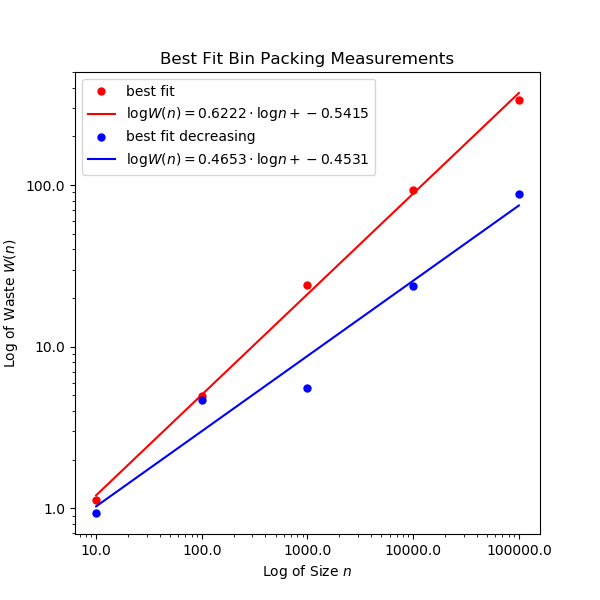 Best Fit Bin Packing Measurements
best fit
logW(n) = 0.6222 · logn + −0.5415
best fit decreasing
logW(n) = 0.4653 · logn + −0.4531
Log of Waste W(n)
100.0
10.0
1.0
10.0 100.0 1000.0 10000.0 100000.0
Log of Size n